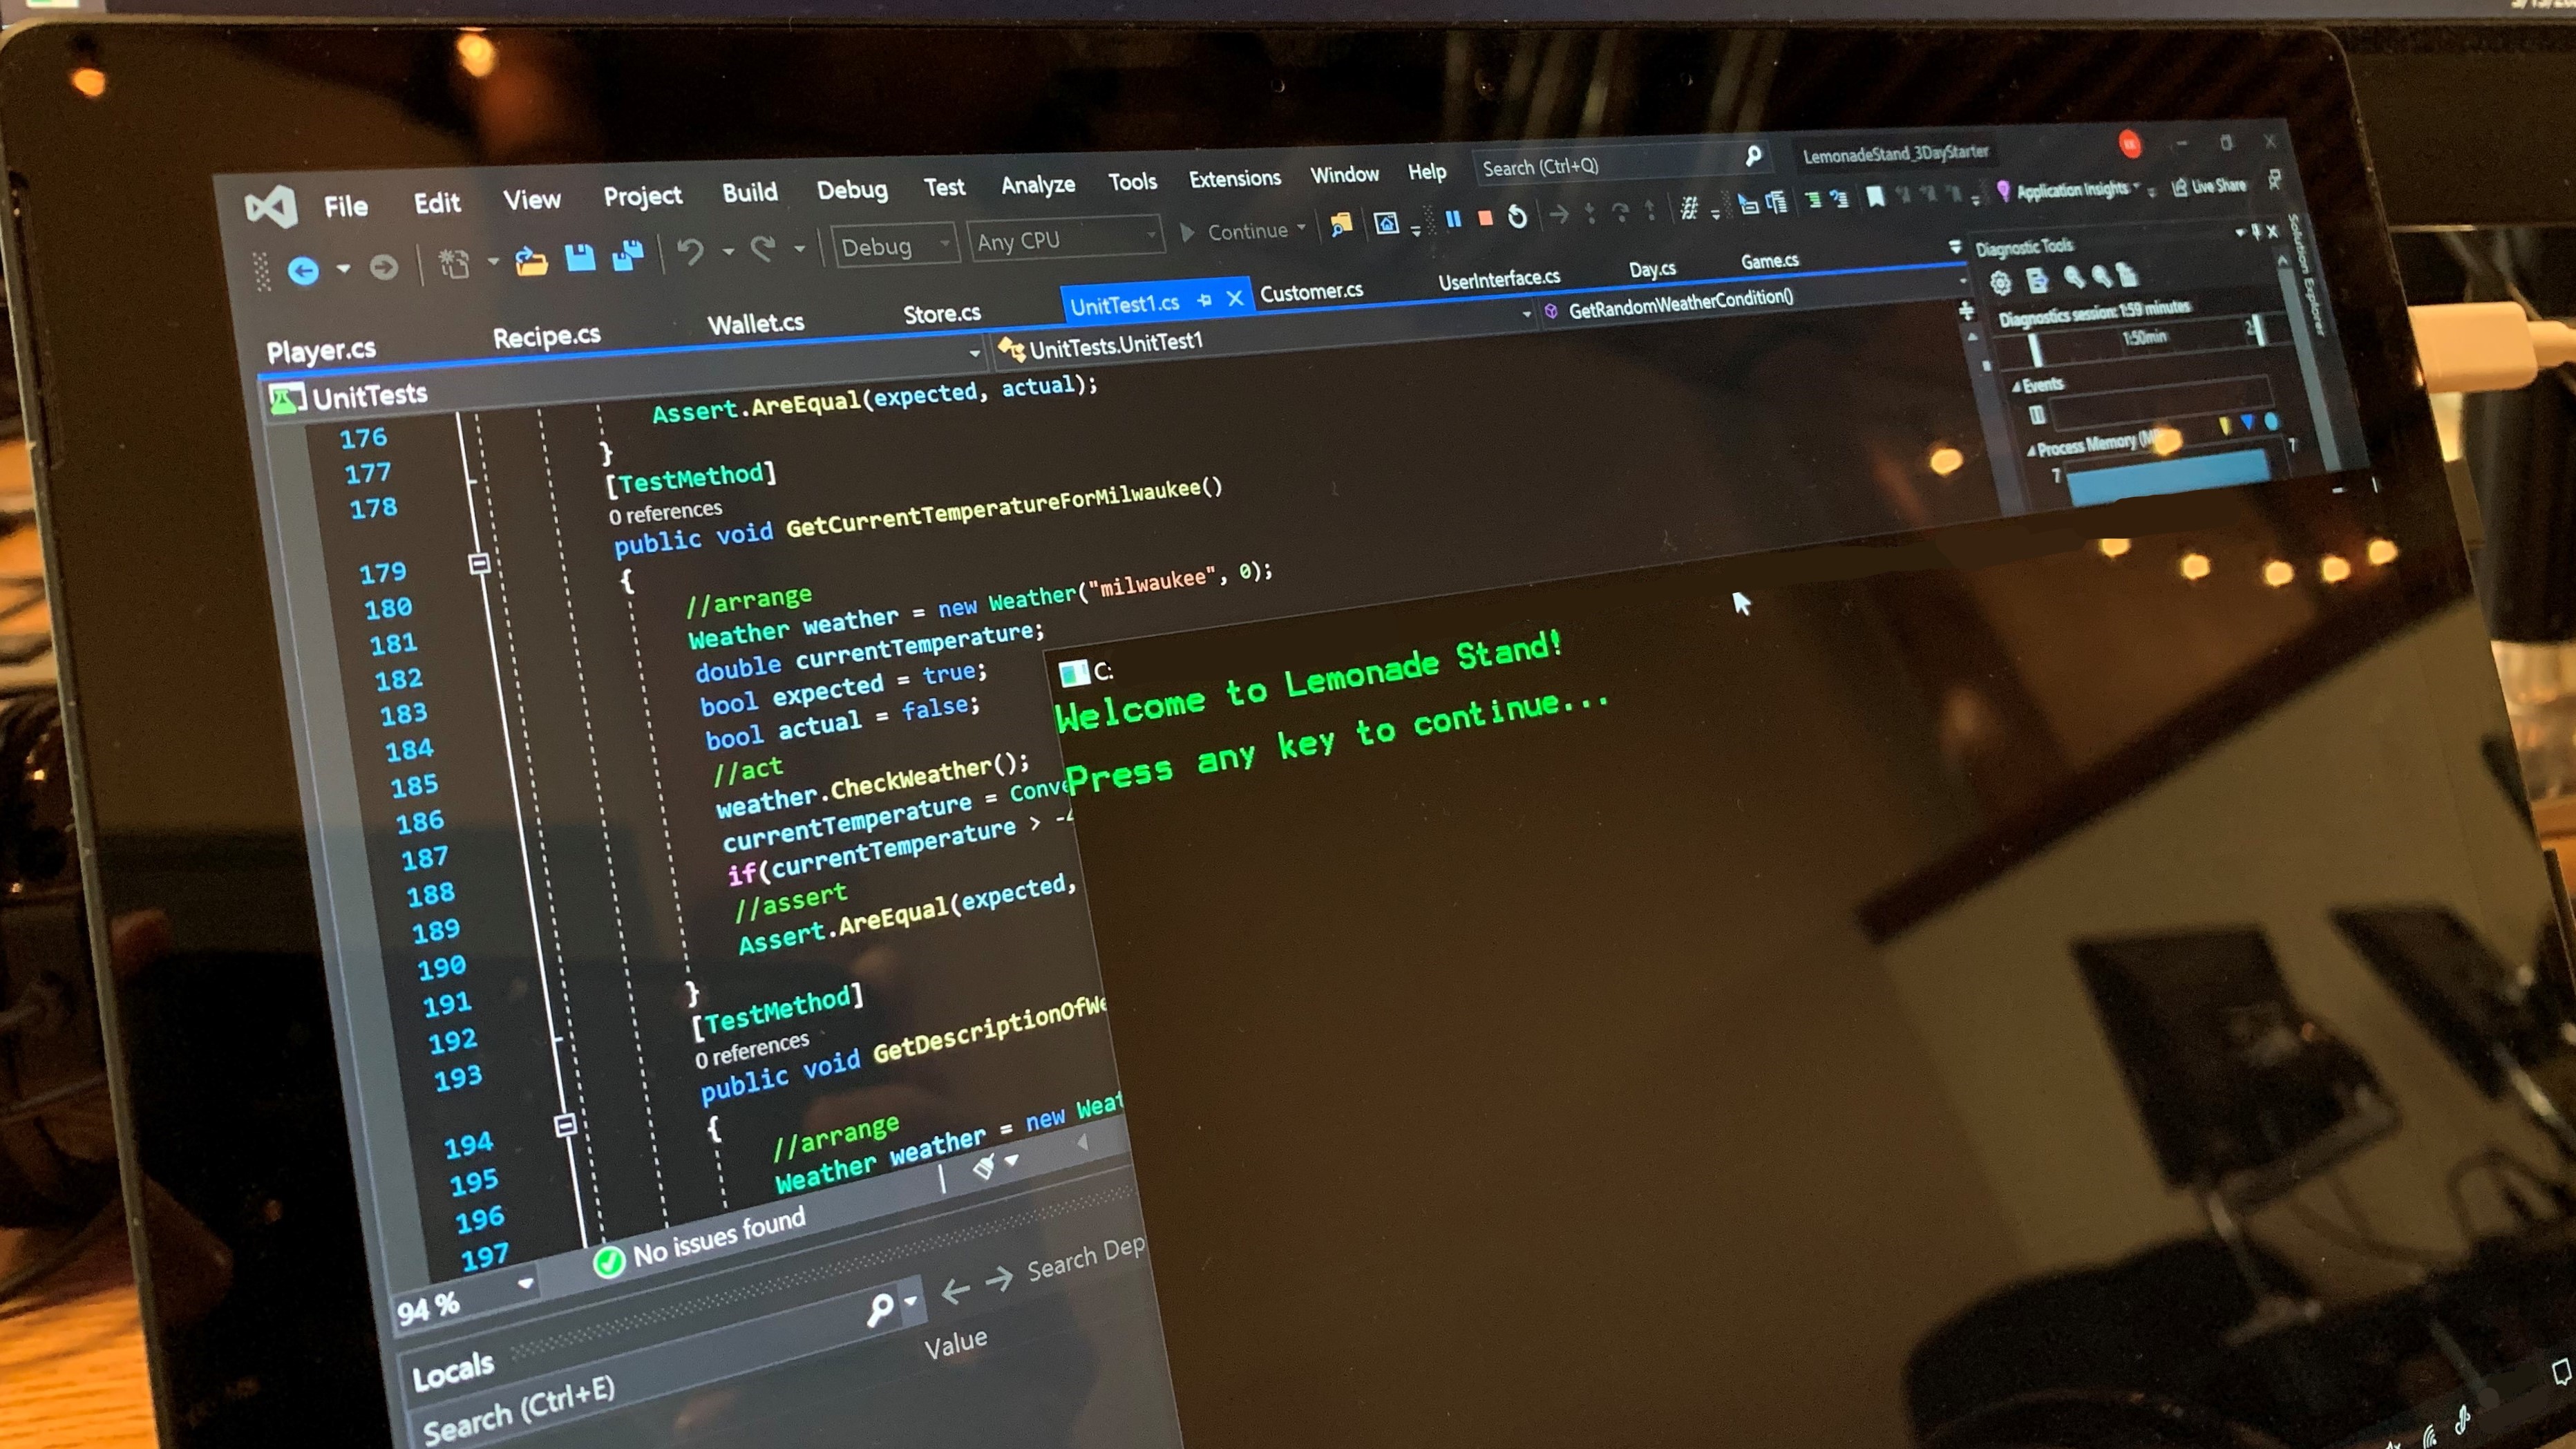 File Edit View Project Build Debug Test Analyze Tools Extensions Window Help Search (Ctrl+Q) LemonadeStand_3DayStarter
Debug Any CPU Continue Application Insights Live Share
Player.cs Recipe.cs Wallet.cs Store.cs UnitTest1.cs Customer.cs UserInterface.cs Day.cs Game.cs
UnitTests UnitTests.UnitTest1 GetRandomWeatherCondition()
Diagnostic Tools
Diagnostics session: 1:59 minutes
1:50min
Events
Process Memory
7 7
Solution Explorer
Assert.AreEqual(expected, actual);
176 }
177 [TestMethod]
178
0 references
public void GetCurrentTemperatureForMilwaukee()
179 {
180 //arrange
181 Weather weather = new Weather("milwaukee", 0);
182 double currentTemperature;
183 bool expected = true;
184 bool actual = false;
185 //act
186 weather.CheckWeather();
187 currentTemperature = Conve
188 if(currentTemperature > -4
189 //assert
190 Assert.AreEqual(expected,
191
192 }
193 [TestMethod]
0 references
public void GetDescriptionOfWe
194 {
195 //arrange
196 Weather weather = new Weat
197
94 % No issues found
Locals
Search (Ctrl+E) Search Dep
Value
C:
Welcome to Lemonade Stand!
Press any key to continue...